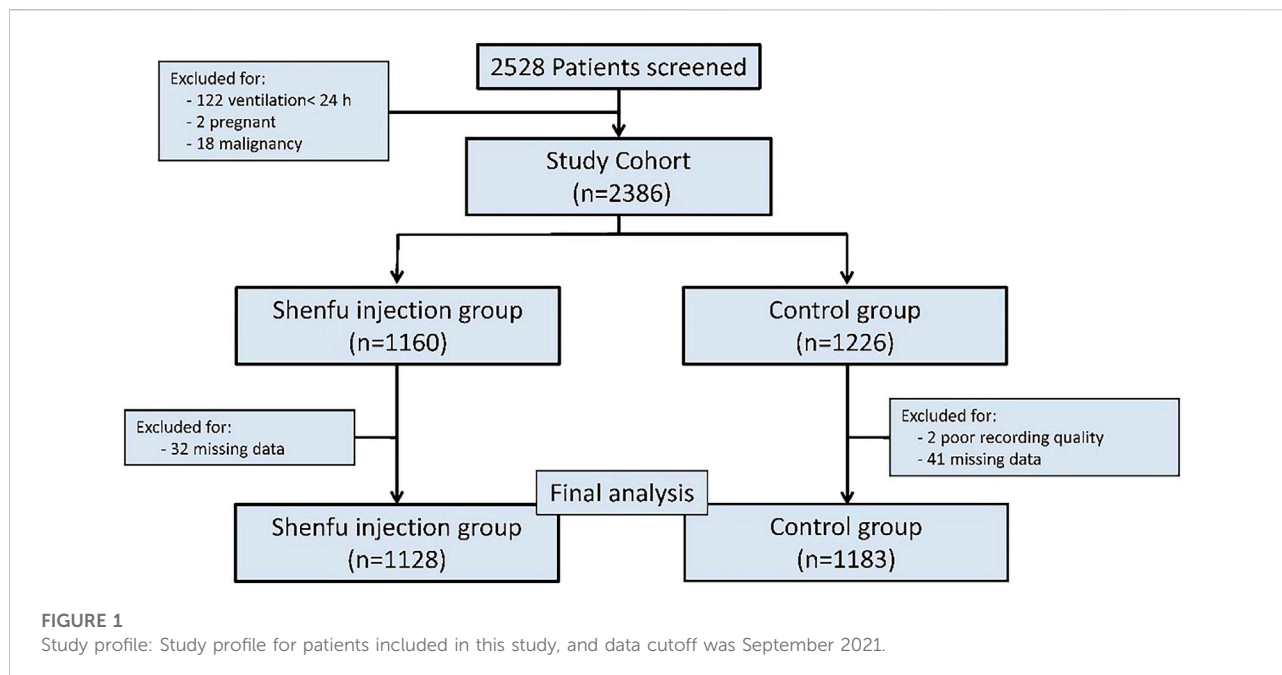 2528 Patients screened
Excluded for:
- 122 ventilation< 24 h
- 2 pregnant
- 18 malignancy
Study Cohort
(n=2386)
Shenfu injection group
(n=1160)
Control group
(n=1226)
Excluded for:
- 32 missing data
Excluded for:
- 2 poor recording quality
- 41 missing data
Final analysis
Shenfu injection group
(n=1128)
Control group
(n=1183)
FIGURE 1
Study profile: Study profile for patients included in this study, and data cutoff was September 2021.